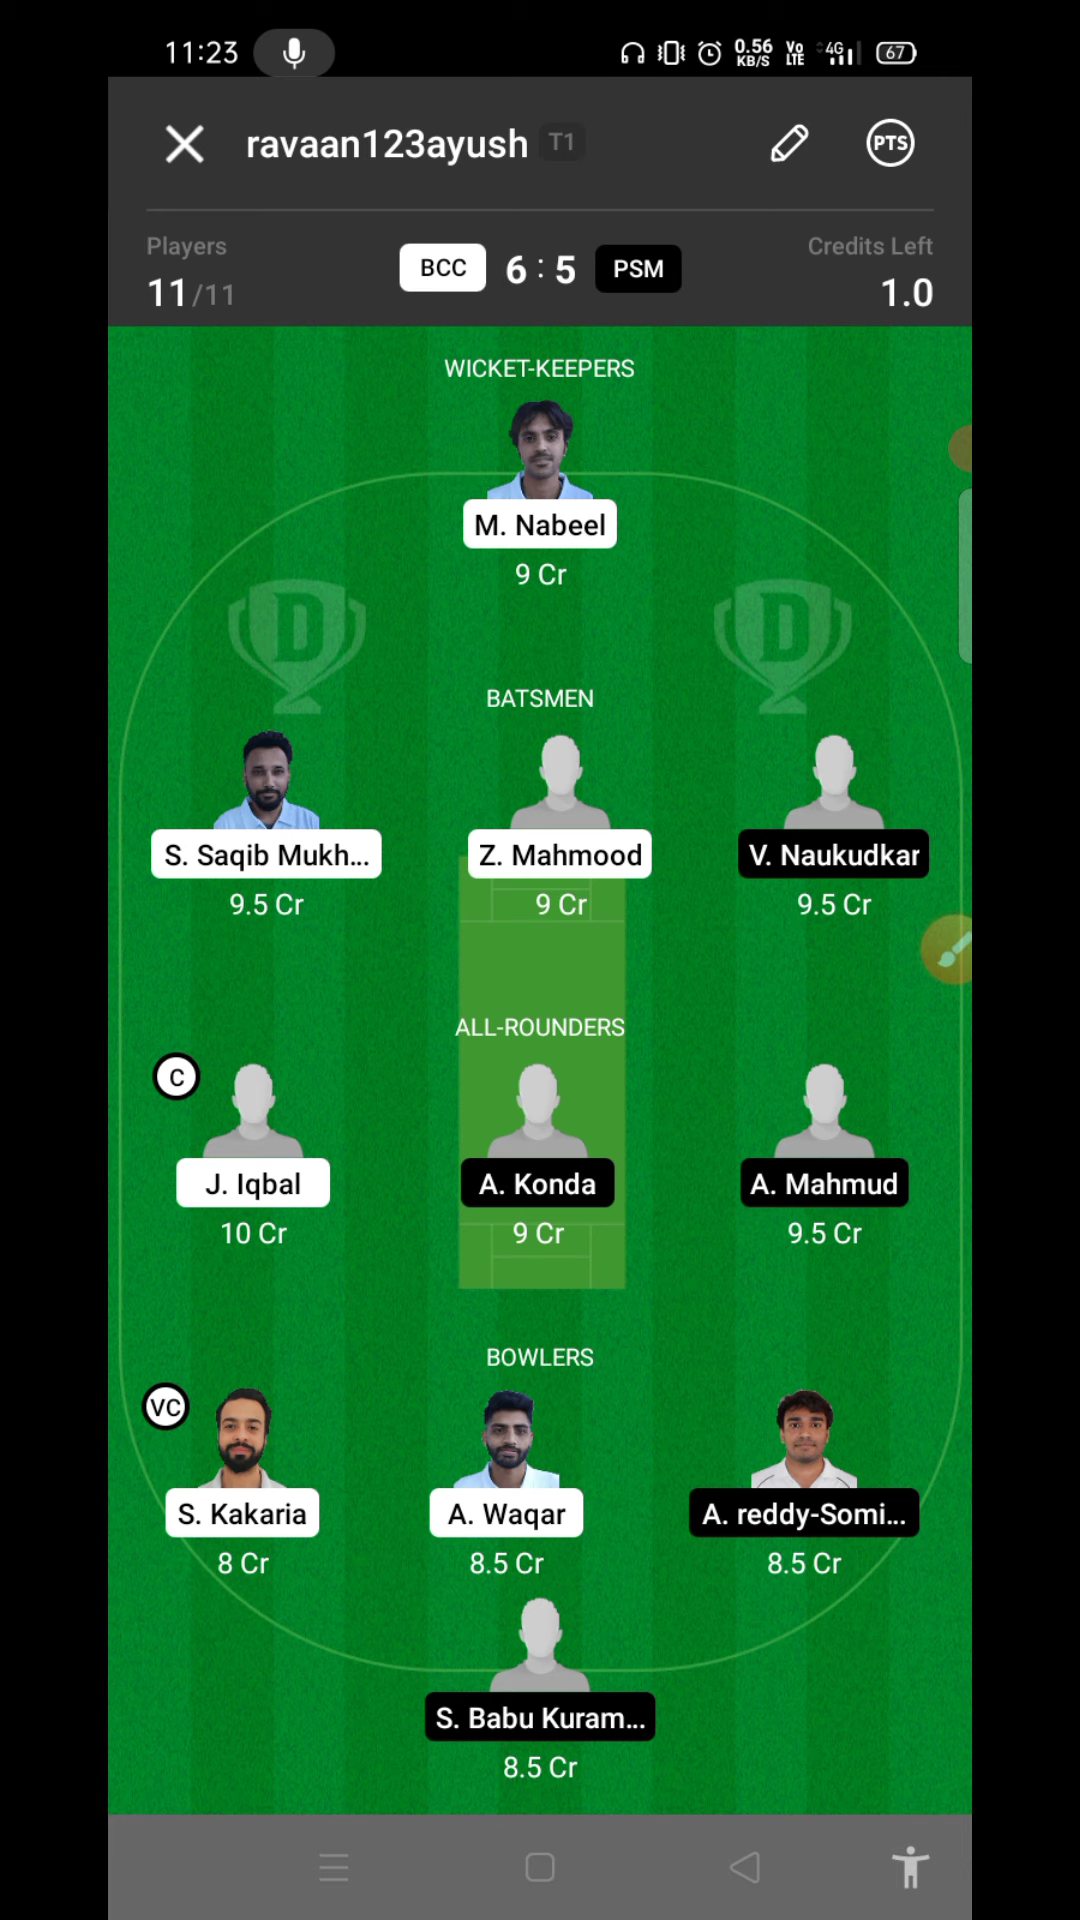 11:23 0.56 KB/S Vo LTE 4G 67
ravaan123ayush T1 PTS
Players Credits Left
BCC 6 : 5 PSM
11/11 1.0
WICKET-KEEPERS
M. Nabeel
9 Cr
D D
BATSMEN
S. Saqib Mukh... Z. Mahmood V. Naukudkar
9.5 Cr 9 Cr 9.5 Cr
ALL-ROUNDERS
C
J. Iqbal A. Konda A. Mahmud
10 Cr 9 Cr 9.5 Cr
BOWLERS
VC
S. Kakaria A. Waqar A. reddy-Somi...
8 Cr 8.5 Cr 8.5 Cr
S. Babu Kuram...
8.5 Cr